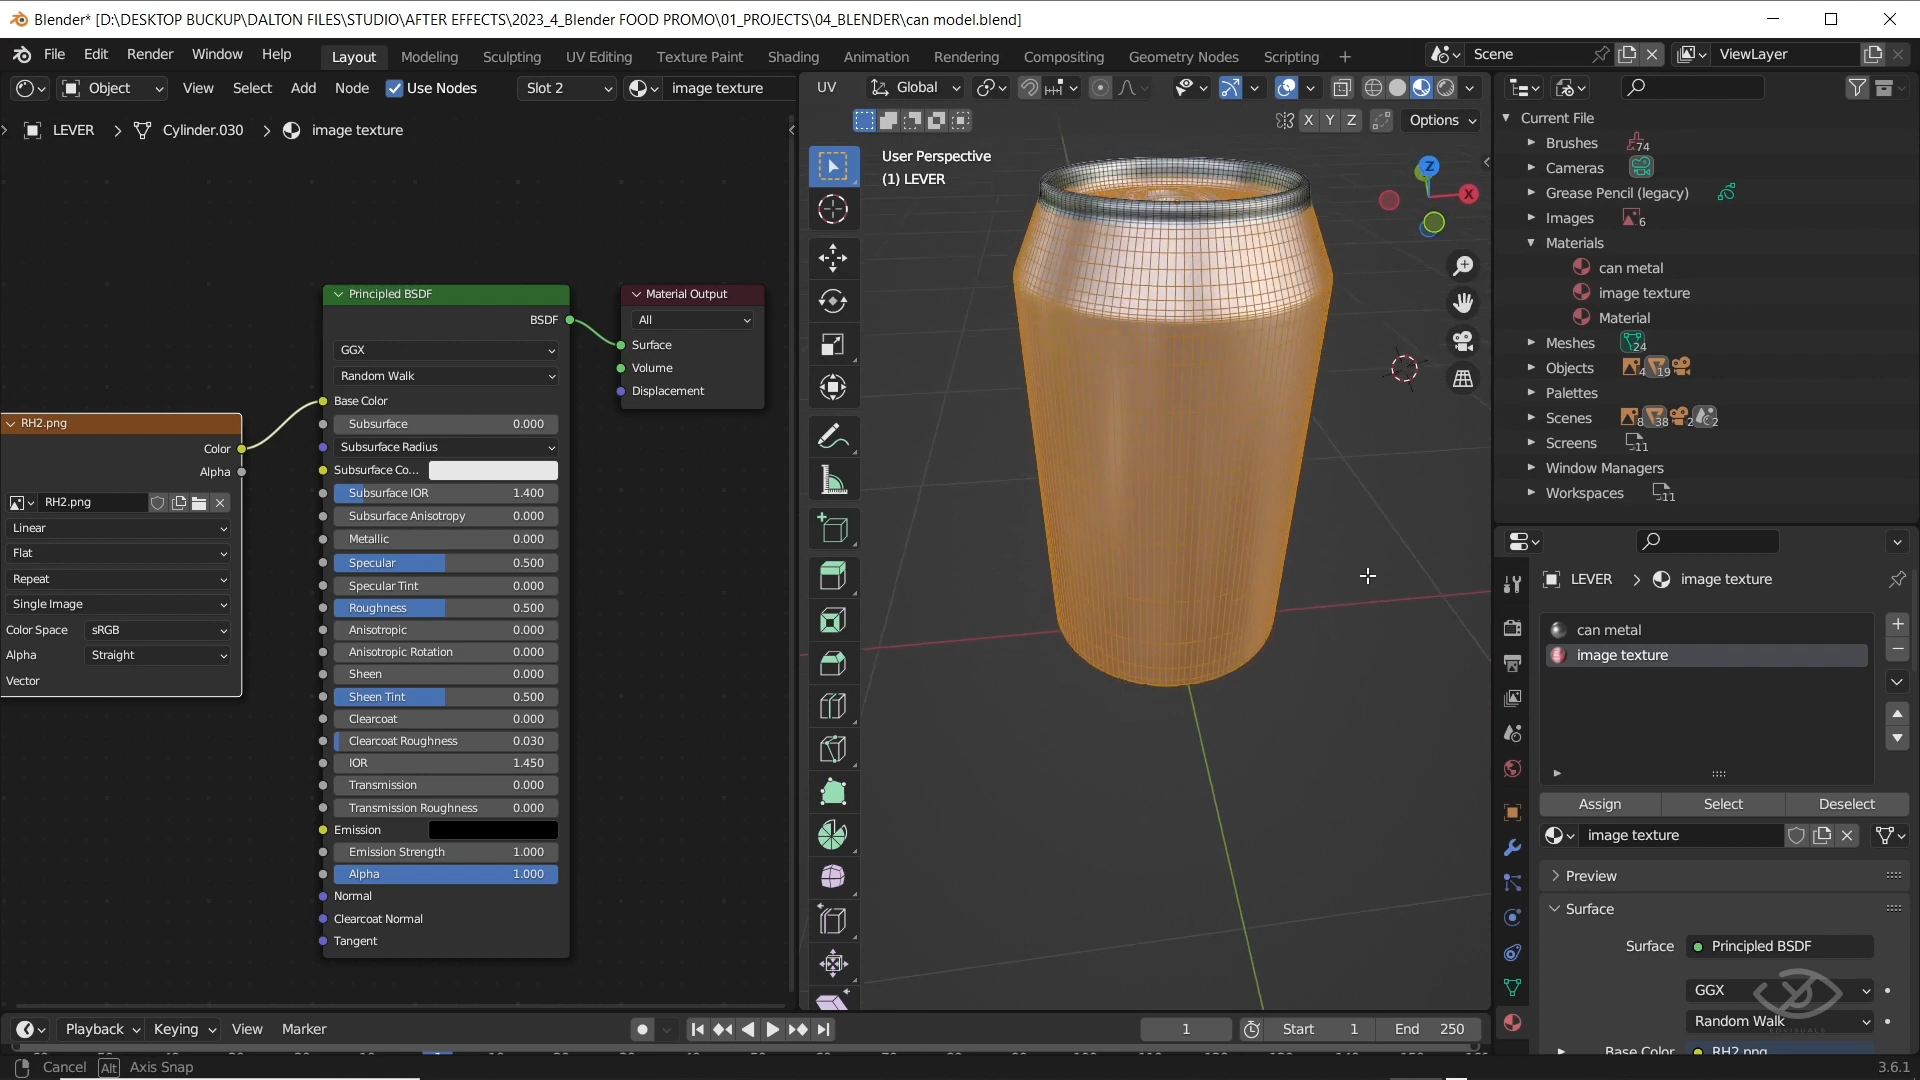 Blender* [D:\DESKTOP BUCKUP\DALTON FILES\STUDIO\AFTER EFFECTS\2023_4_Blender FOOD PROMO\01_PROJECTS\04_BLENDER\can model.blend]
File Edit Render Window Help Layout Modeling Sculpting UV Editing Texture Paint Shading Animation Rendering Compositing Geometry Nodes Scripting + Scene ViewLayer
Object View Select Add Node Use Nodes Slot 2 image texture UV Global
LEVER > Cylinder.030 > image texture
X Y Z Options
User Perspective
(1) LEVER
Z
X
Current File
Brushes 74
Cameras
Grease Pencil (legacy)
Images 6
Materials
can metal
image texture
Material
Meshes 24
Objects 4 19
Palettes
Scenes 8 38 2 2
Screens 11
Window Managers
Workspaces 11
RH2.png
Color
Alpha
RH2.png
Linear
Flat
Repeat
Single Image
Color Space sRGB
Alpha Straight
Vector
Principled BSDF
BSDF
GGX
Random Walk
Base Color
Subsurface 0.000
Subsurface Radius
Subsurface Co...
Subsurface IOR 1.400
Subsurface Anisotropy 0.000
Metallic 0.000
Specular 0.500
Specular Tint 0.000
Roughness 0.500
Anisotropic 0.000
Anisotropic Rotation 0.000
Sheen 0.000
Sheen Tint 0.500
Clearcoat 0.000
Clearcoat Roughness 0.030
IOR 1.450
Transmission 0.000
Transmission Roughness 0.000
Emission
Emission Strength 1.000
Alpha 1.000
Normal
Clearcoat Normal
Tangent
Material Output
All
Surface
Volume
Displacement
LEVER > image texture
can metal
image texture
Assign Select Deselect
image texture
Preview
Surface
Surface Principled BSDF
GGX
Random Walk
Base Color RH2.png
Playback Keying View Marker 1 Start 1 End 250
Cancel Alt Axis Snap 3.6.1